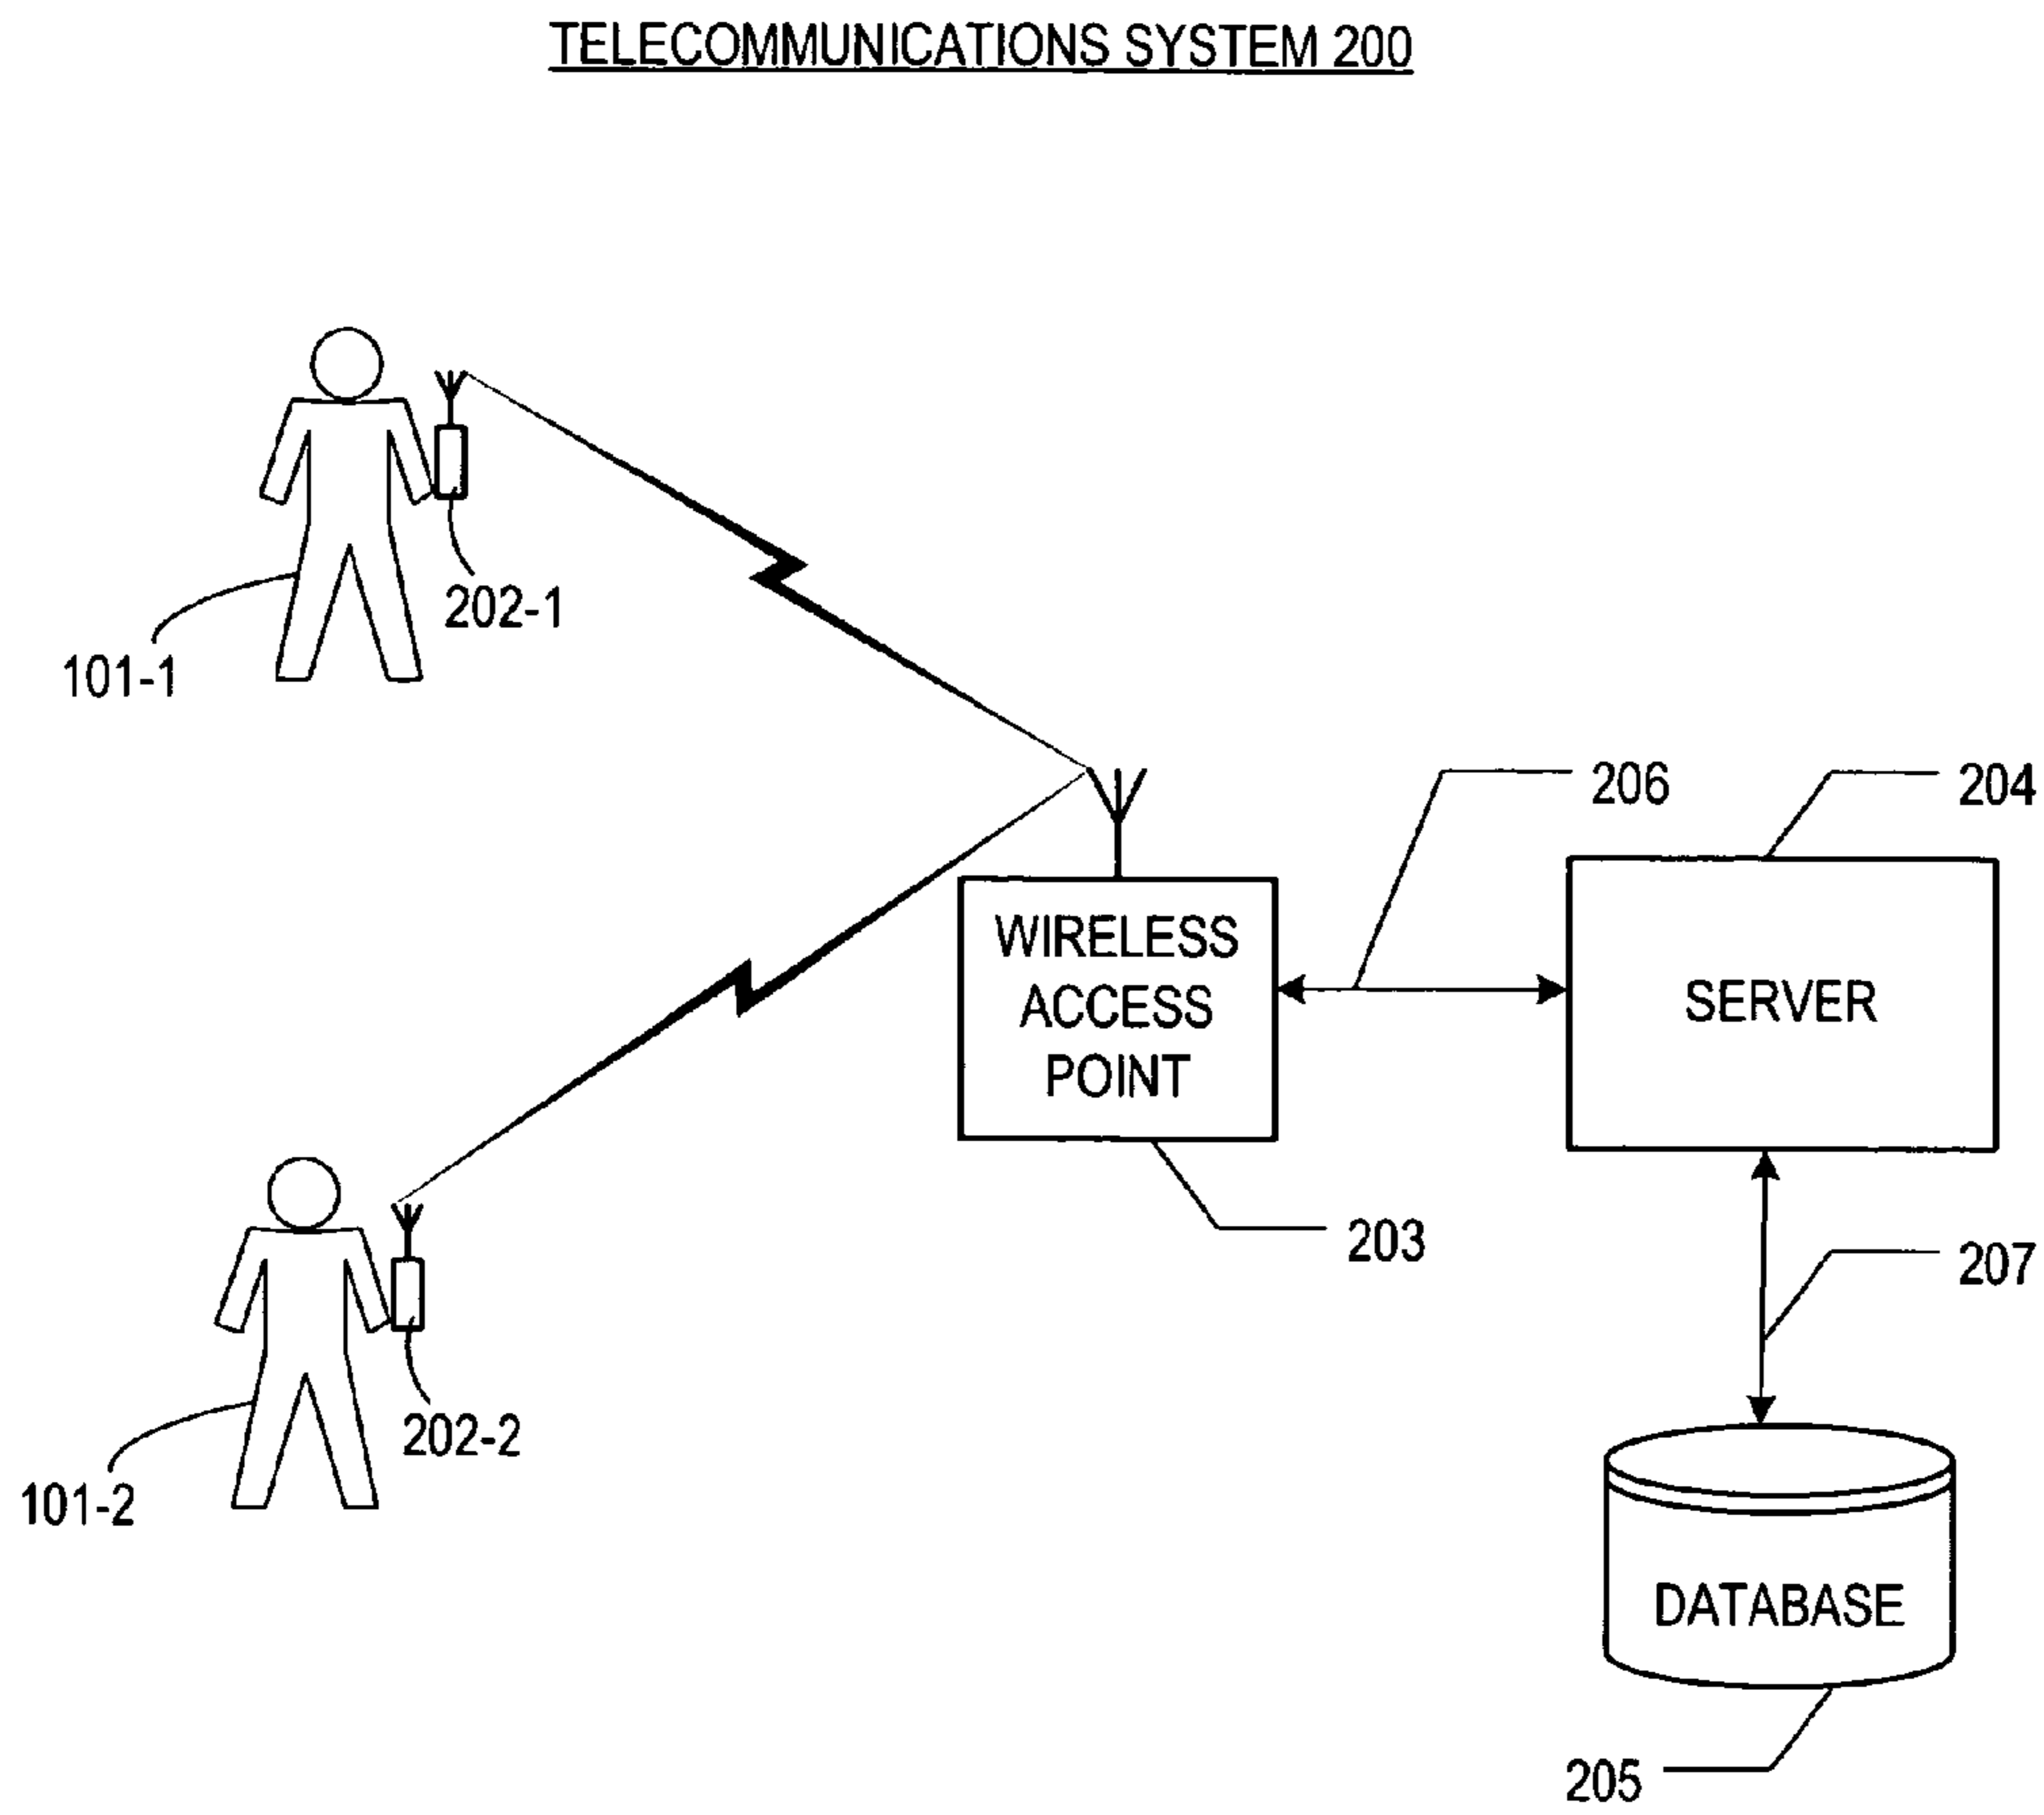 TELECOMMUNICATIONS SYSTEM 200
202-1
101-1
206
204
WIRELESS
ACCESS
POINT
SERVER
203
207
202-2
101-2
DATABASE
205